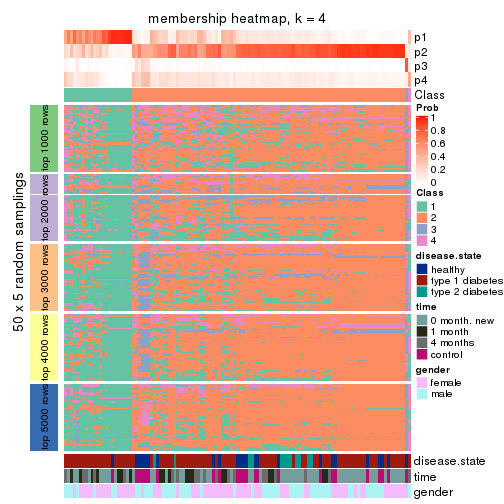 membership heatmap, k = 4
p1
p2
p3
p4
Class
50 x 5 random samplings
top 1000 rows
top 2000 rows
top 3000 rows
top 4000 rows
top 5000 rows
disease.state
time
gender
Prob
1
0.8
0.6
0.4
0.2
0
Class
1
2
3
4
disease.state
healthy
type 1 diabetes
type 2 diabetes
time
0 month. new
1 month
4 months
control
gender
female
male